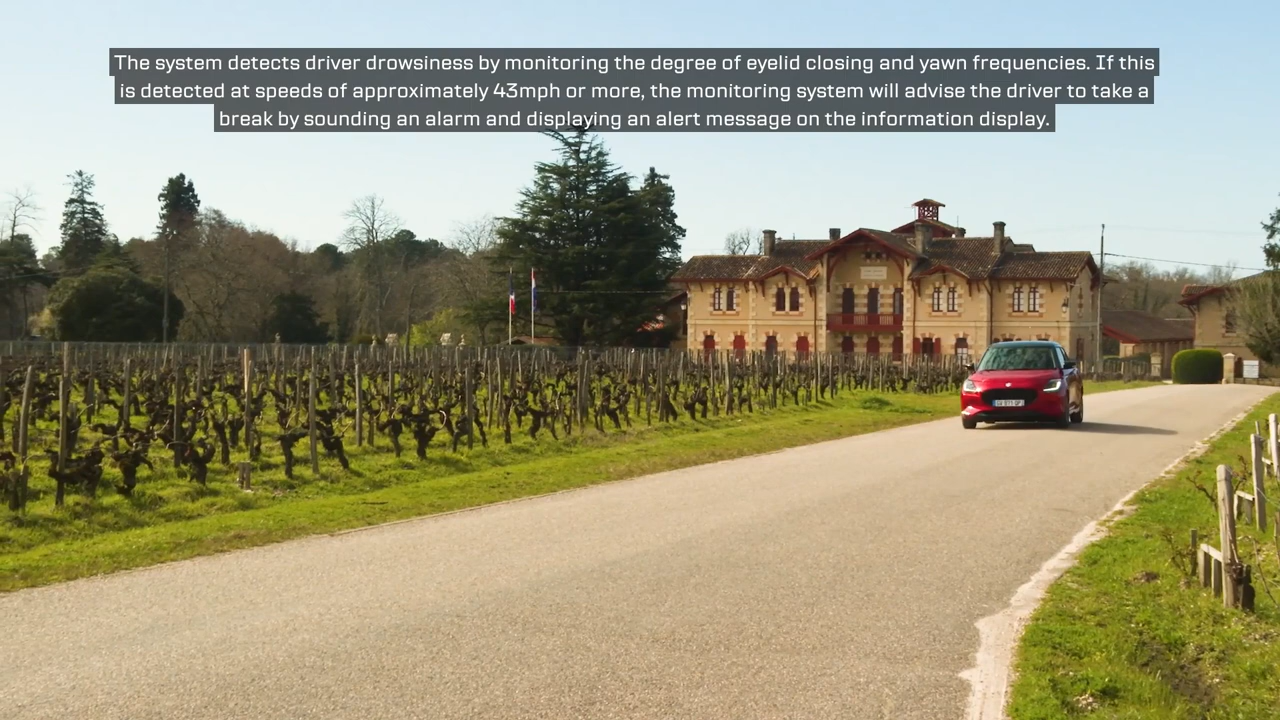 The system detects driver drowsiness by monitoring the degree of eyelid closing and yawn frequencies. If this
is detected at speeds of approximately 43mph or more, the monitoring system will advise the driver to take a
break by sounding an alarm and displaying an alert message on the information display.